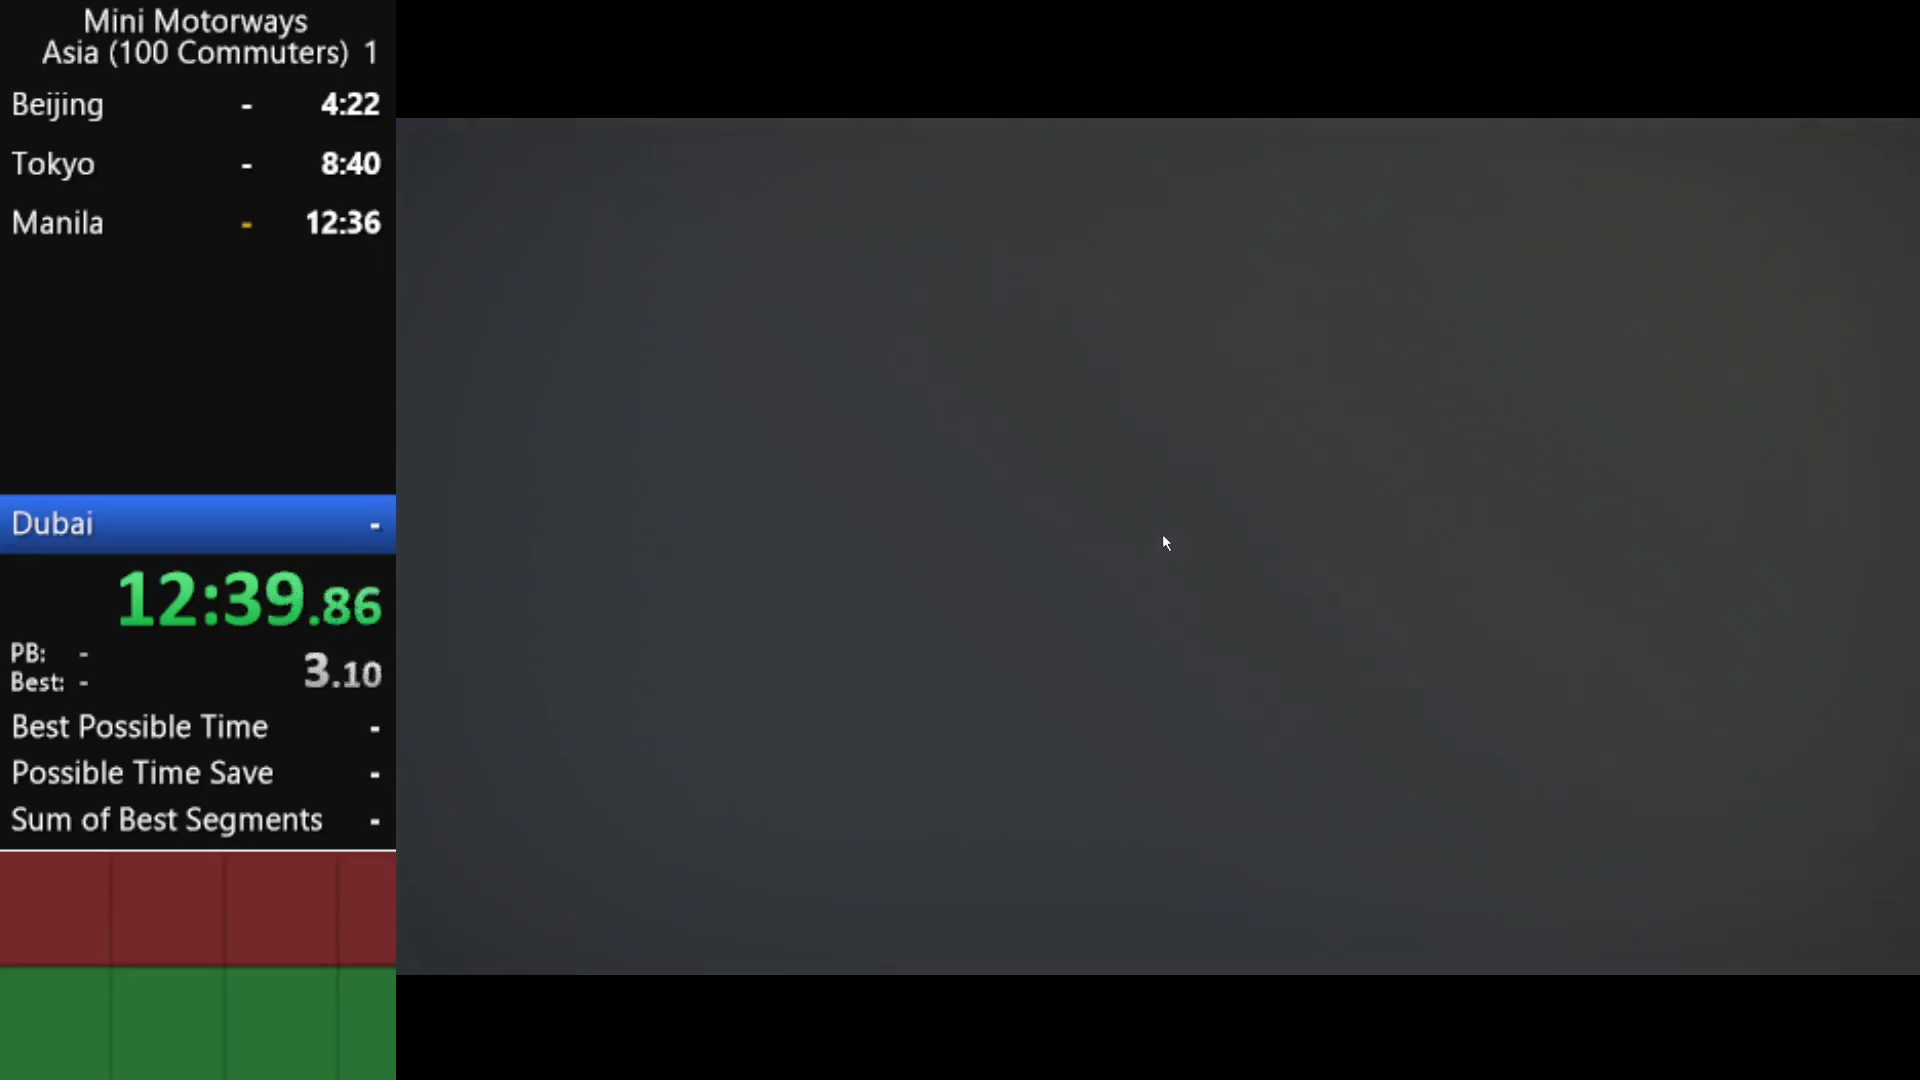 Mini Motorways
Asia (100 Commuters) 1
Beijing - 4:22
Tokyo - 8:40
Manila - 12:36
Dubai -
12:39.86
PB: -
3.10
Best: -
Best Possible Time -
Possible Time Save -
Sum of Best Segments -